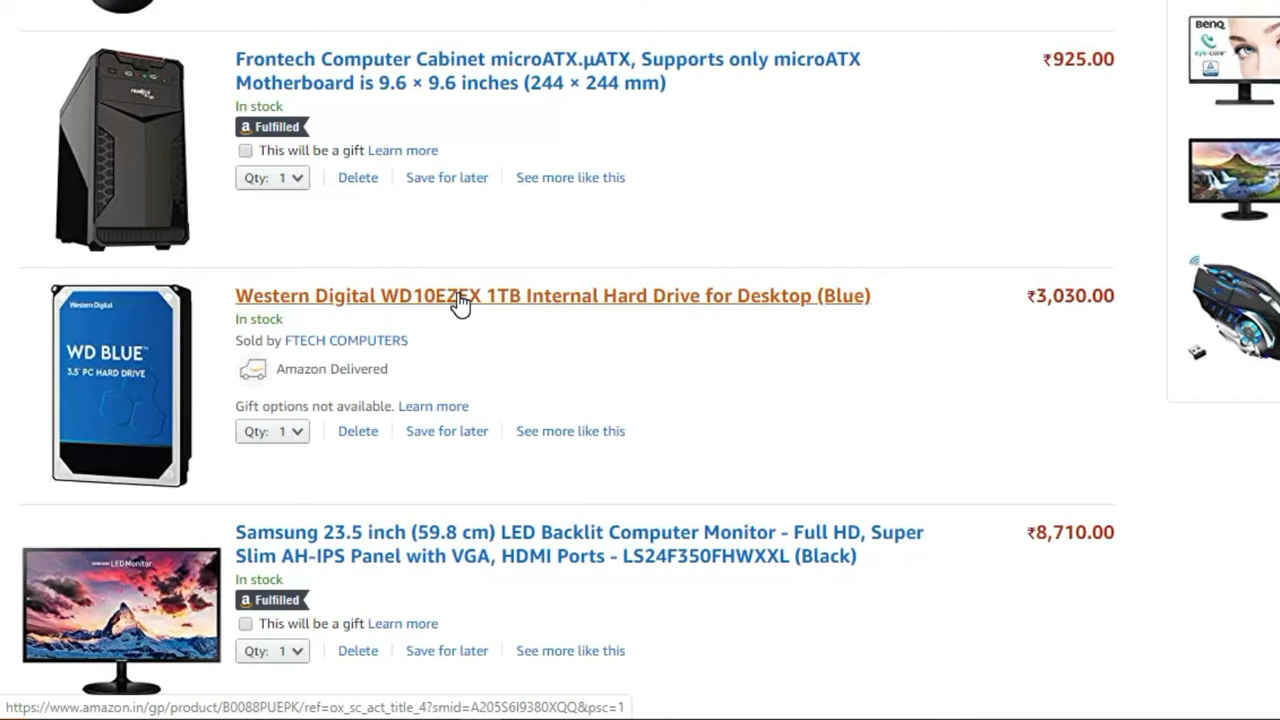 Frontech Computer Cabinet microATX.µATX, Supports only microATX
Motherboard is 9.6 × 9.6 inches (244 × 244 mm)
₹925.00
In stock
a Fulfilled
This will be a gift Learn more
Qty: 1
Delete
Save for later
See more like this
BenQ
Western Digital
WD BLUE™
3.5" PC HARD DRIVE
Western Digital WD10EZEX 1TB Internal Hard Drive for Desktop (Blue)
₹3,030.00
In stock
Sold by FTECH COMPUTERS
Amazon Delivered
Gift options not available. Learn more
Qty: 1
Delete
Save for later
See more like this
SAMSUNG LED Monitor
Samsung 23.5 inch (59.8 cm) LED Backlit Computer Monitor - Full HD, Super
Slim AH-IPS Panel with VGA, HDMI Ports - LS24F350FHWXXL (Black)
₹8,710.00
In stock
a Fulfilled
This will be a gift Learn more
Qty: 1
Delete
Save for later
See more like this
https://www.amazon.in/gp/product/B0088PUEPK/ref=ox_sc_act_title_4?smid=A205S6I9380XQQ&psc=1